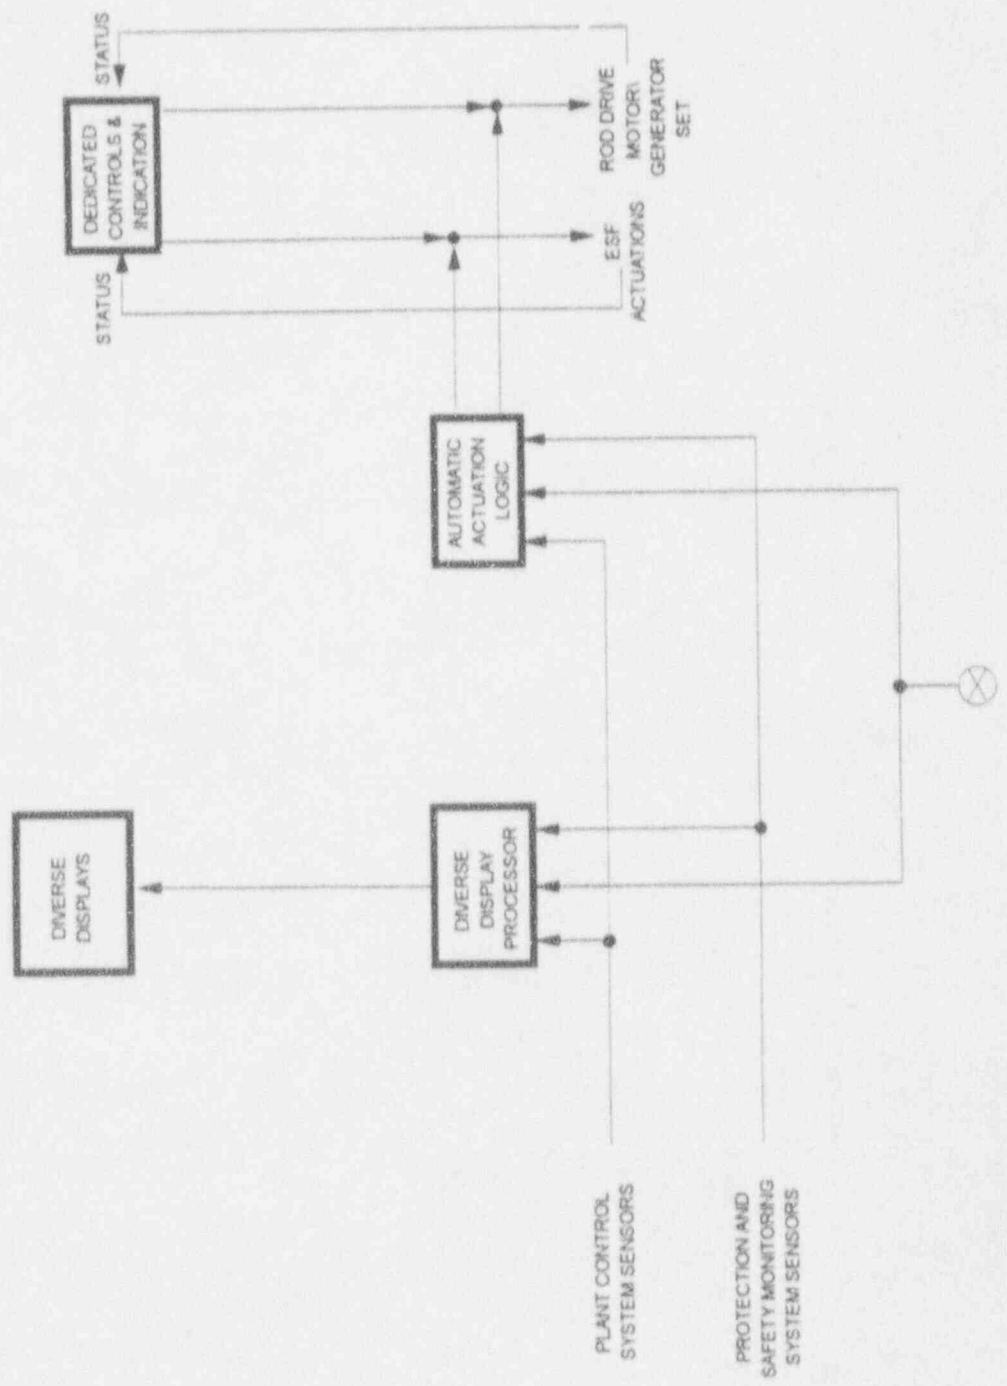 DIVERSE
DISPLAYS
DEDICATED
CONTROLS &
INDICATION
STATUS
STATUS
DIVERSE
DISPLAY
PROCESSOR
AUTOMATIC
ACTUATION
LOGIC
ESF
ACTUATIONS
ROD DRIVE
MOTOR\
GENERATOR
SET
PLANT CONTROL
SYSTEM SENSORS
PROTECTION AND
SAFETY MONITORING
SYSTEM SENSORS